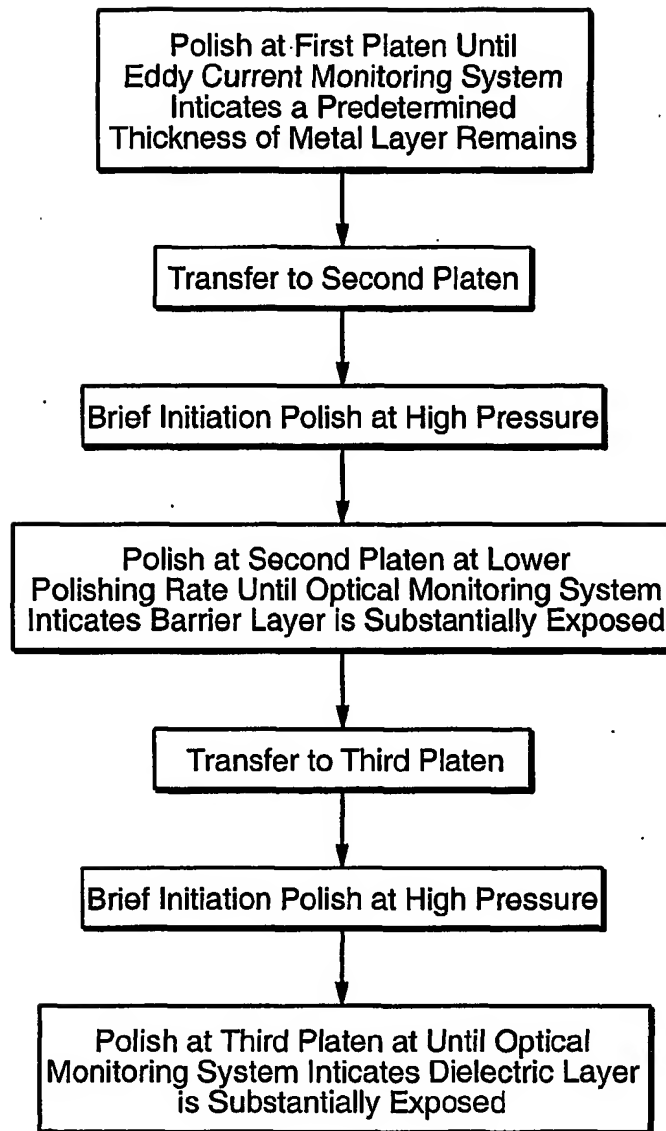 Polish at First Platen Until
Eddy Current Monitoring System
Inticates a Predetermined
Thickness of Metal Layer Remains
Transfer to Second Platen
Brief Initiation Polish at High Pressure
Polish at Second Platen at Lower
Polishing Rate Until Optical Monitoring System
Inticates Barrier Layer is Substantially Exposed
Transfer to Third Platen
Brief Initiation Polish at High Pressure
Polish at Third Platen at Until Optical
Monitoring System Inticates Dielectric Layer
is Substantially Exposed